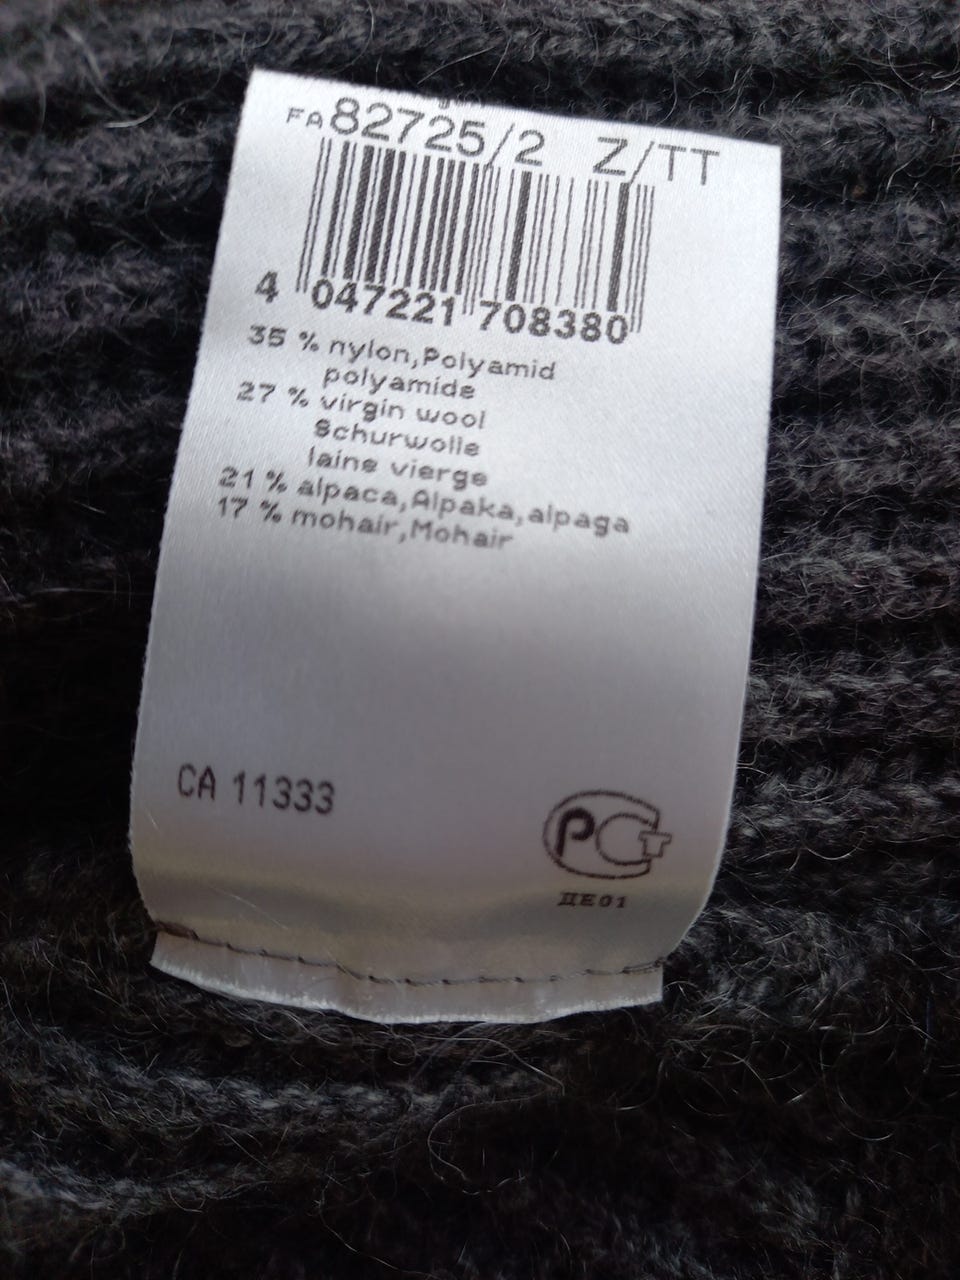 FA 82725/2 Z/TT
4 047221 708380
35 % nylon,Polyamid
polyamide
27 % virgin wool
Schurwolle
laine vierge
21 % alpaca,Alpaka,alpaga
17 % mohair,Mohair
CA 11333
РСТ
ДЕ01